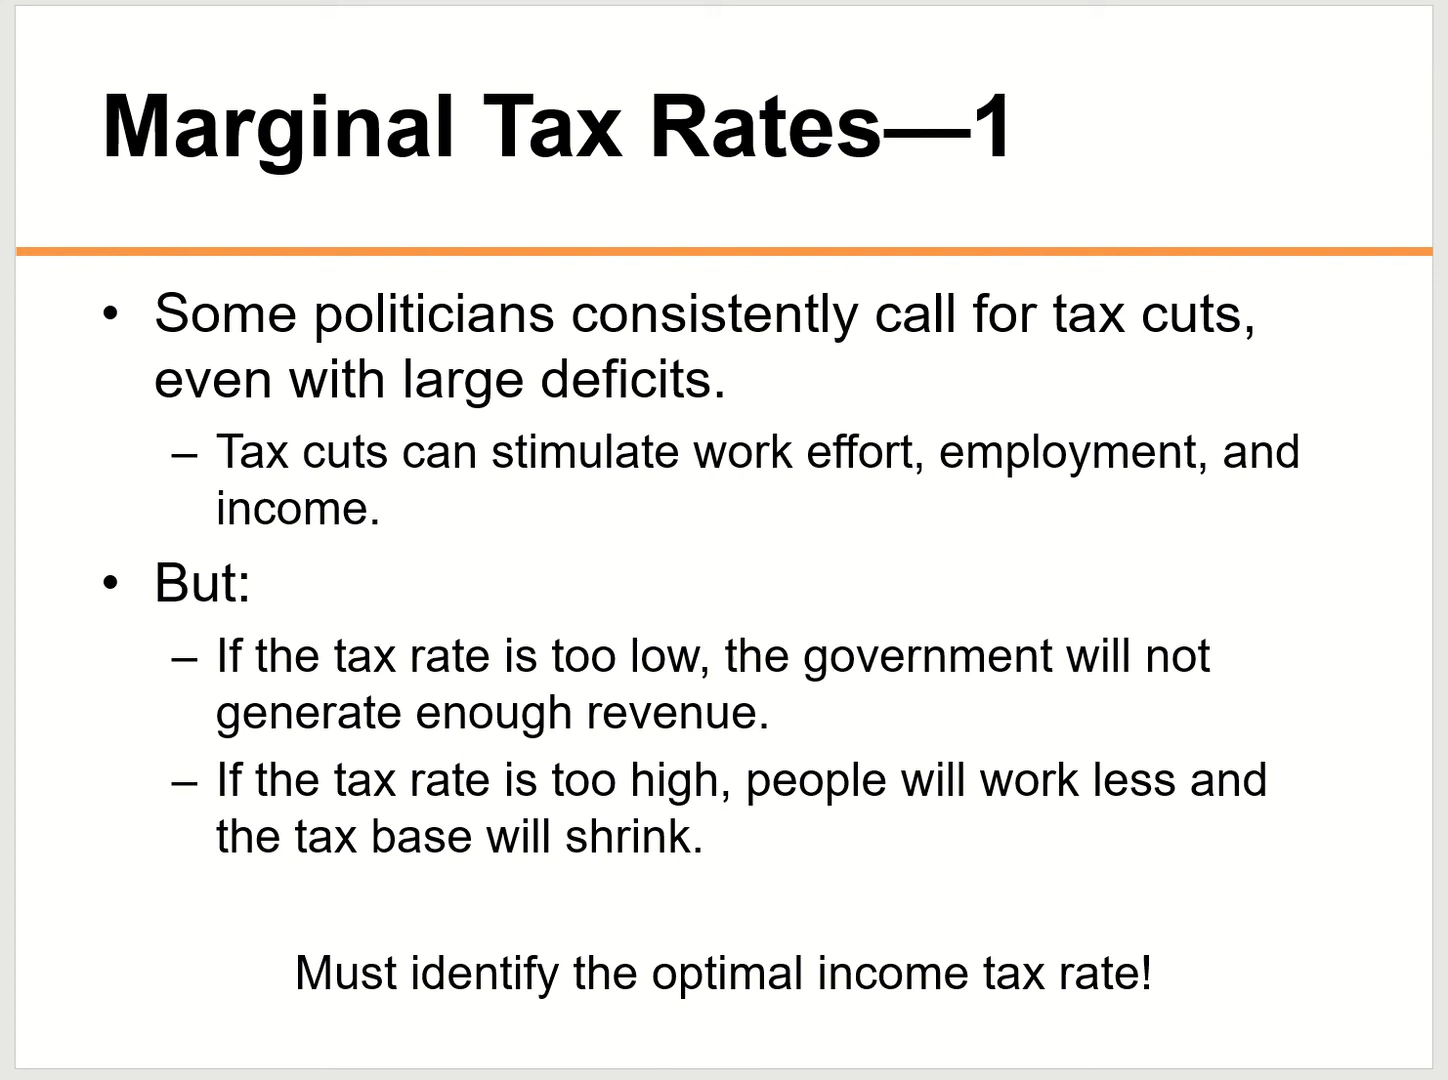 Marginal Tax Rates—1
• Some politicians consistently call for tax cuts,
even with large deficits.
– Tax cuts can stimulate work effort, employment, and
income.
• But:
– If the tax rate is too low, the government will not
generate enough revenue.
– If the tax rate is too high, people will work less and
the tax base will shrink.
Must identify the optimal income tax rate!